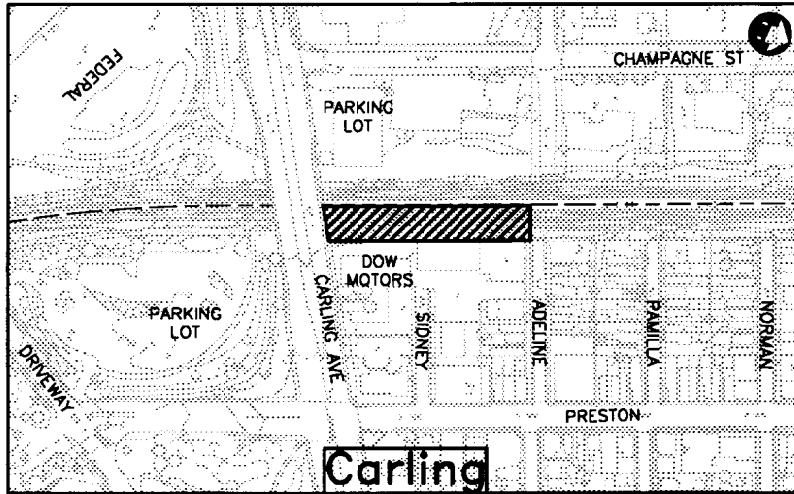 FEDERAL
CHAMPAGNE ST
PARKING
LOT
DOW
MOTORS
PARKING
LOT
CARLING AVE
SIDNEY
ADELINE
PAMILLA
NORMAN
DRIVEWAY
PRESTON
Carling